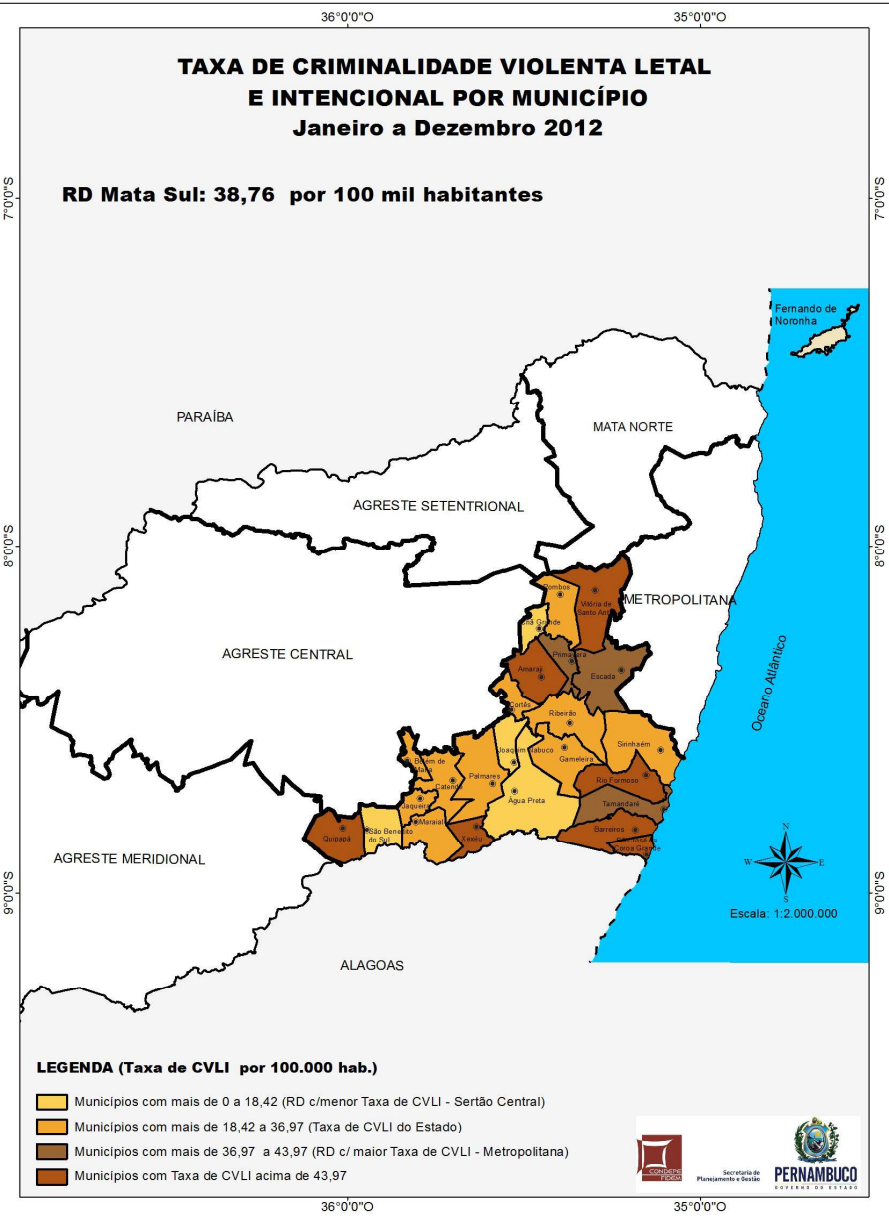 36°0'0"O
35°0'0"O
TAXA DE CRIMINALIDADE VIOLENTA LETAL
E INTENCIONAL POR MUNICÍPIO
Janeiro a Dezembro 2012
RD Mata Sul: 38,76 por 100 mil habitantes
7°0'0"S
7°0'0"S
Fernando de
Noronha
PARAÍBA
MATA NORTE
AGRESTE SETENTRIONAL
8°0'0"S
8°0'0"S
Pombos
Vitória de
Santo Ant
METROPOLITANA
Chã Grande
Primavera
AGRESTE CENTRAL
Amaraji
Escada
Oceano Atlântico
Cortês
Ribeirão
Sirinhaém
Joaquim Nabuco
Gameleira
Belém de
Maria
Palmares
Catende
Rio Formoso
Jaqueira
Água Preta
Tamandaré
Maraial
São Benedito
do Sul
Xexéu
Barreiros
Quipapá
Coroa Grande
AGRESTE MERIDIONAL
N
W
E
S
9°0'0"S
9°0'0"S
Escala: 1:2.000.000
ALAGOAS
LEGENDA (Taxa de CVLI por 100.000 hab.)
Municípios com mais de 0 a 18,42 (RD c/menor Taxa de CVLI - Sertão Central)
Municípios com mais de 18,42 a 36,97 (Taxa de CVLI do Estado)
Municípios com mais de 36,97 a 43,97 (RD c/ maior Taxa de CVLI - Metropolitana)
Municípios com Taxa de CVLI acima de 43,97
CONDEPE
FIDEM
Secretaria de
Planejamento e Gestão
PERNAMBUCO
GOVERNO DO ESTADO
36°0'0"O
35°0'0"O